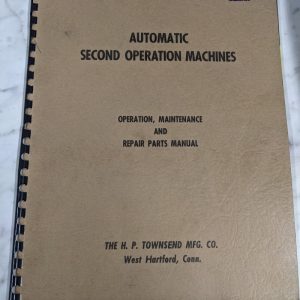 AUTOMATIC
SECOND OPERATION MACHINES
OPERATION, MAINTENANCE
AND
REPAIR PARTS MANUAL
THE H. P. TOWNSEND MFG. CO.
West Hartford, Conn.